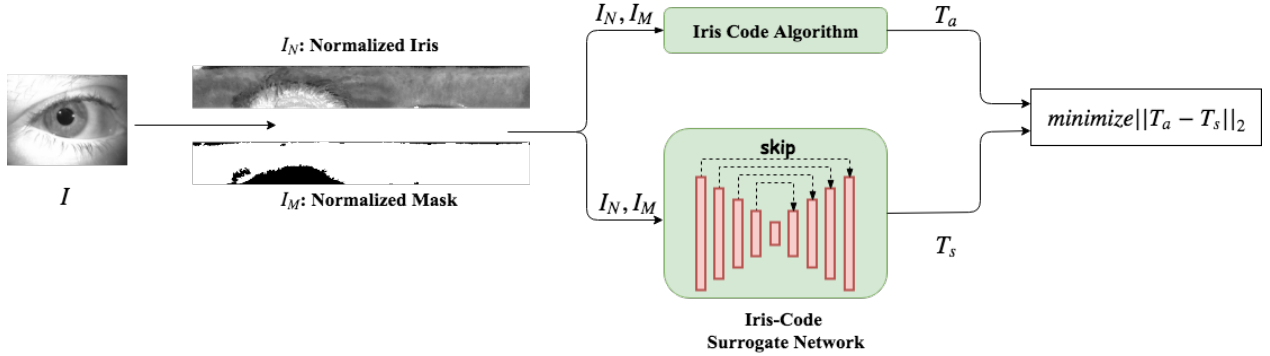 I_N: Normalized Iris
I
I_M: Normalized Mask
I_N, I_M
Iris Code Algorithm
T_a
I_N, I_M
skip
T_s
Iris-Code
Surrogate Network
minimize||T_a − T_s||_2